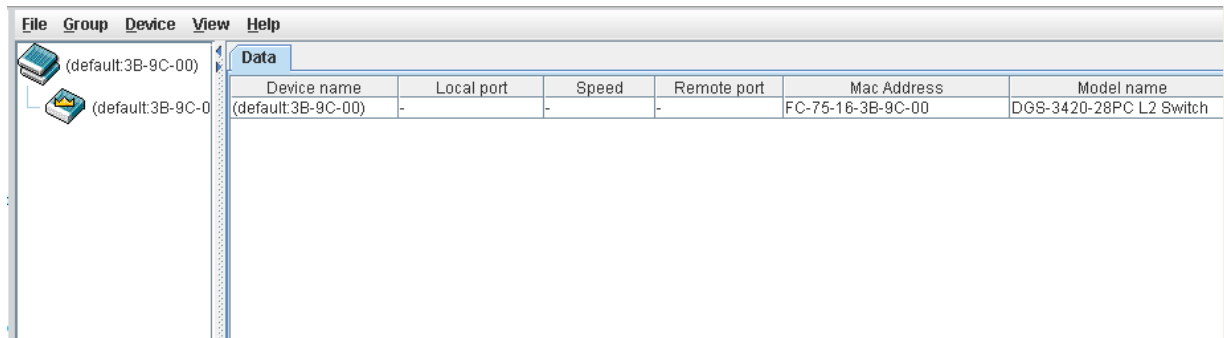 File Group Device View Help
(default:3B-9C-00)
(default:3B-9C-0
Data
Device name Local port Speed Remote port Mac Address Model name
(default:3B-9C-00) - - - FC-75-16-3B-9C-00 DGS-3420-28PC L2 Switch